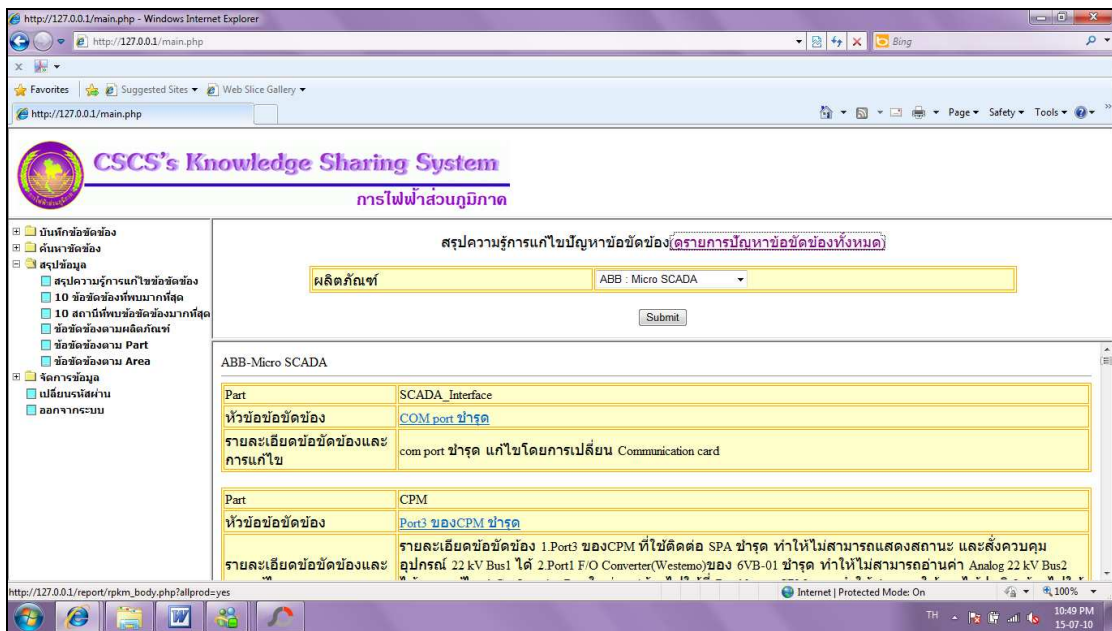 http://127.0.0.1/main.php - Windows Internet Explorer
http://127.0.0.1/main.php
Bing
Favorites
Suggested Sites
Web Slice Gallery
http://127.0.0.1/main.php
Page
Safety
Tools
CSCS's Knowledge Sharing System
การไฟฟ้าส่วนภูมิภาค
บันทึกข้อขัดข้อง
ค้นหาขัดข้อง
สรุปข้อมูล
สรุปความรู้การแก้ไขข้อขัดข้อง
10 ข้อขัดข้องที่พบมากที่สุด
10 สถานีที่พบข้อขัดข้องมากที่สุด
ข้อขัดข้องตามผลิตภัณฑ์
ข้อขัดข้องตาม Part
ข้อขัดข้องตาม Area
จัดการข้อมูล
เปลี่ยนรหัสผ่าน
ออกจากระบบ
สรุปความรู้การแก้ไขปัญหาข้อขัดข้อง(ดูรายการปัญหาข้อขัดข้องทั้งหมด)
ผลิตภัณฑ์
ABB : Micro SCADA
Submit
ABB-Micro SCADA
Part
SCADA_Interface
หัวข้อข้อขัดข้อง
COM port ชำรุด
รายละเอียดข้อขัดข้องและ
การแก้ไข
com port ชำรุด แก้ไขโดยการเปลี่ยน Communication card
Part
CPM
หัวข้อข้อขัดข้อง
Port3 ของCPM ชำรุด
รายละเอียดข้อขัดข้องและ
รายละเอียดข้อขัดข้อง 1.Port3 ของCPM ที่ใช้ติดต่อ SPA ชำรุด ทำให้ไม่สามารถแสดงสถานะ และสั่งควบคุม
อุปกรณ์ 22 kV Bus1 ได้ 2.Port1 F/O Converter(Westemo)ของ 6VB-01 ชำรุด ทำให้ไม่สามารถอ่านค่า Analog 22 kV Bus2
http://127.0.0.1/report/rpkm_body.php?allprod=yes
Internet | Protected Mode: On
100%
TH
10:49 PM
15-07-10